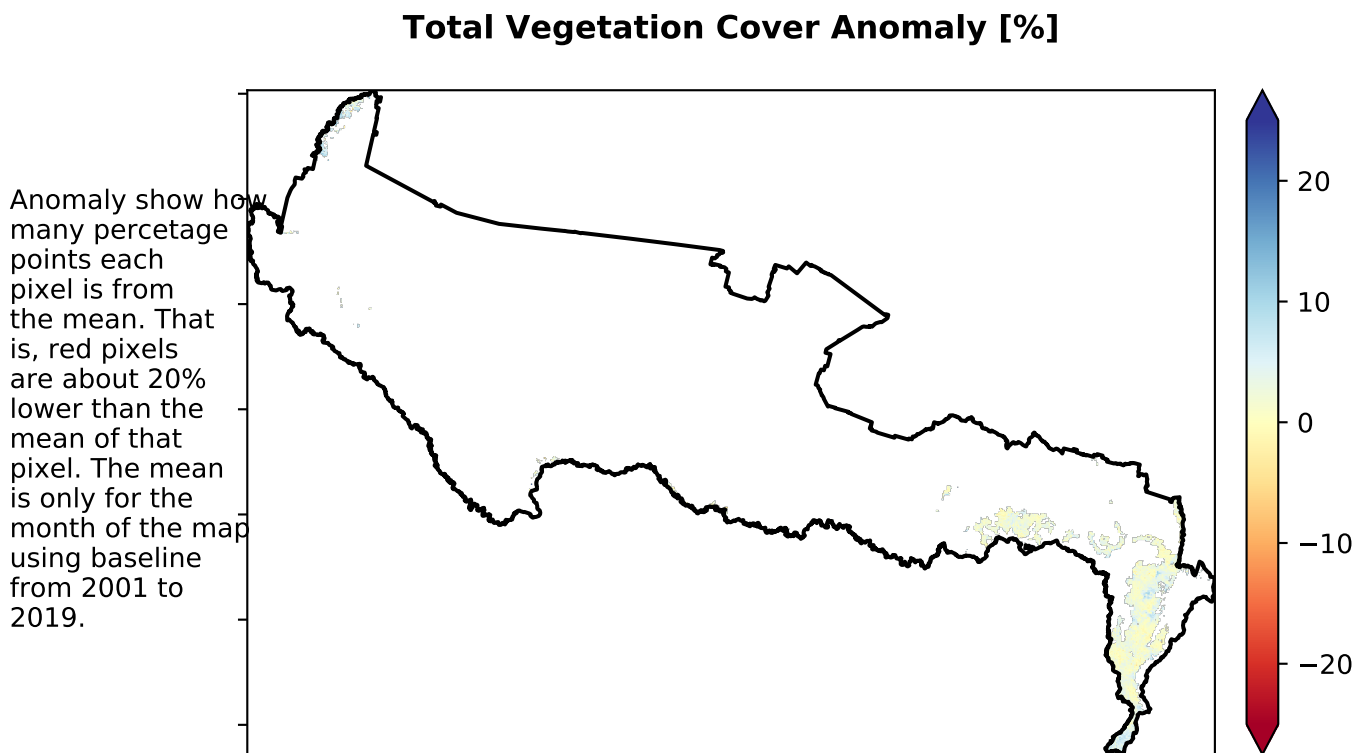 Total Vegetation Cover Anomaly [%]
Anomaly show how
many percetage
points each
pixel is from
the mean. That
is, red pixels
are about 20%
lower than the
mean of that
pixel. The mean
is only for the
month of the map
using baseline
from 2001 to
2019.
20
10
0
−10
−20